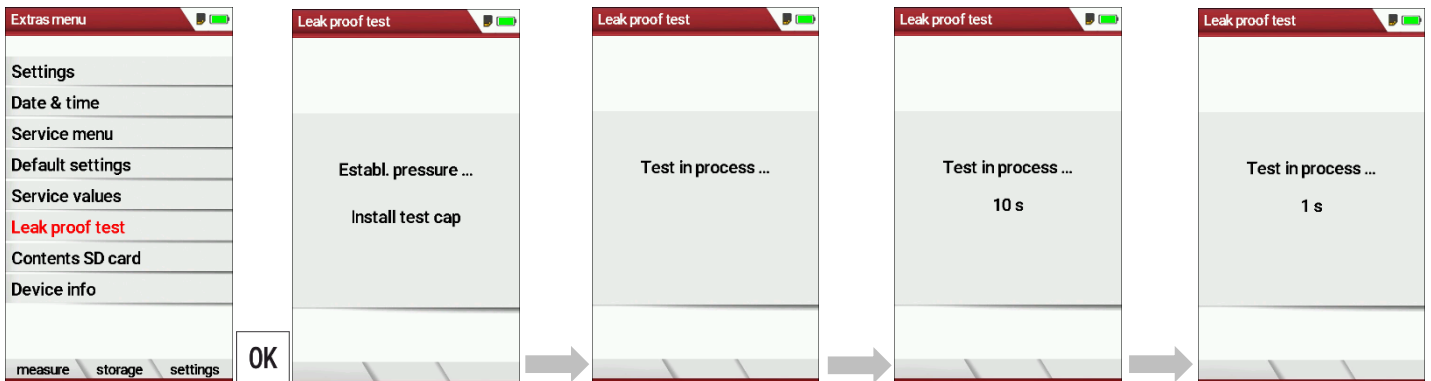 Extras menu
Settings
Date & time
Service menu
Default settings
Service values
Leak proof test
Contents SD card
Device info
measure storage settings
OK
Leak proof test
Establ. pressure ...
Install test cap
Leak proof test
Test in process ...
Leak proof test
Test in process ...
10 s
Leak proof test
Test in process ...
1 s